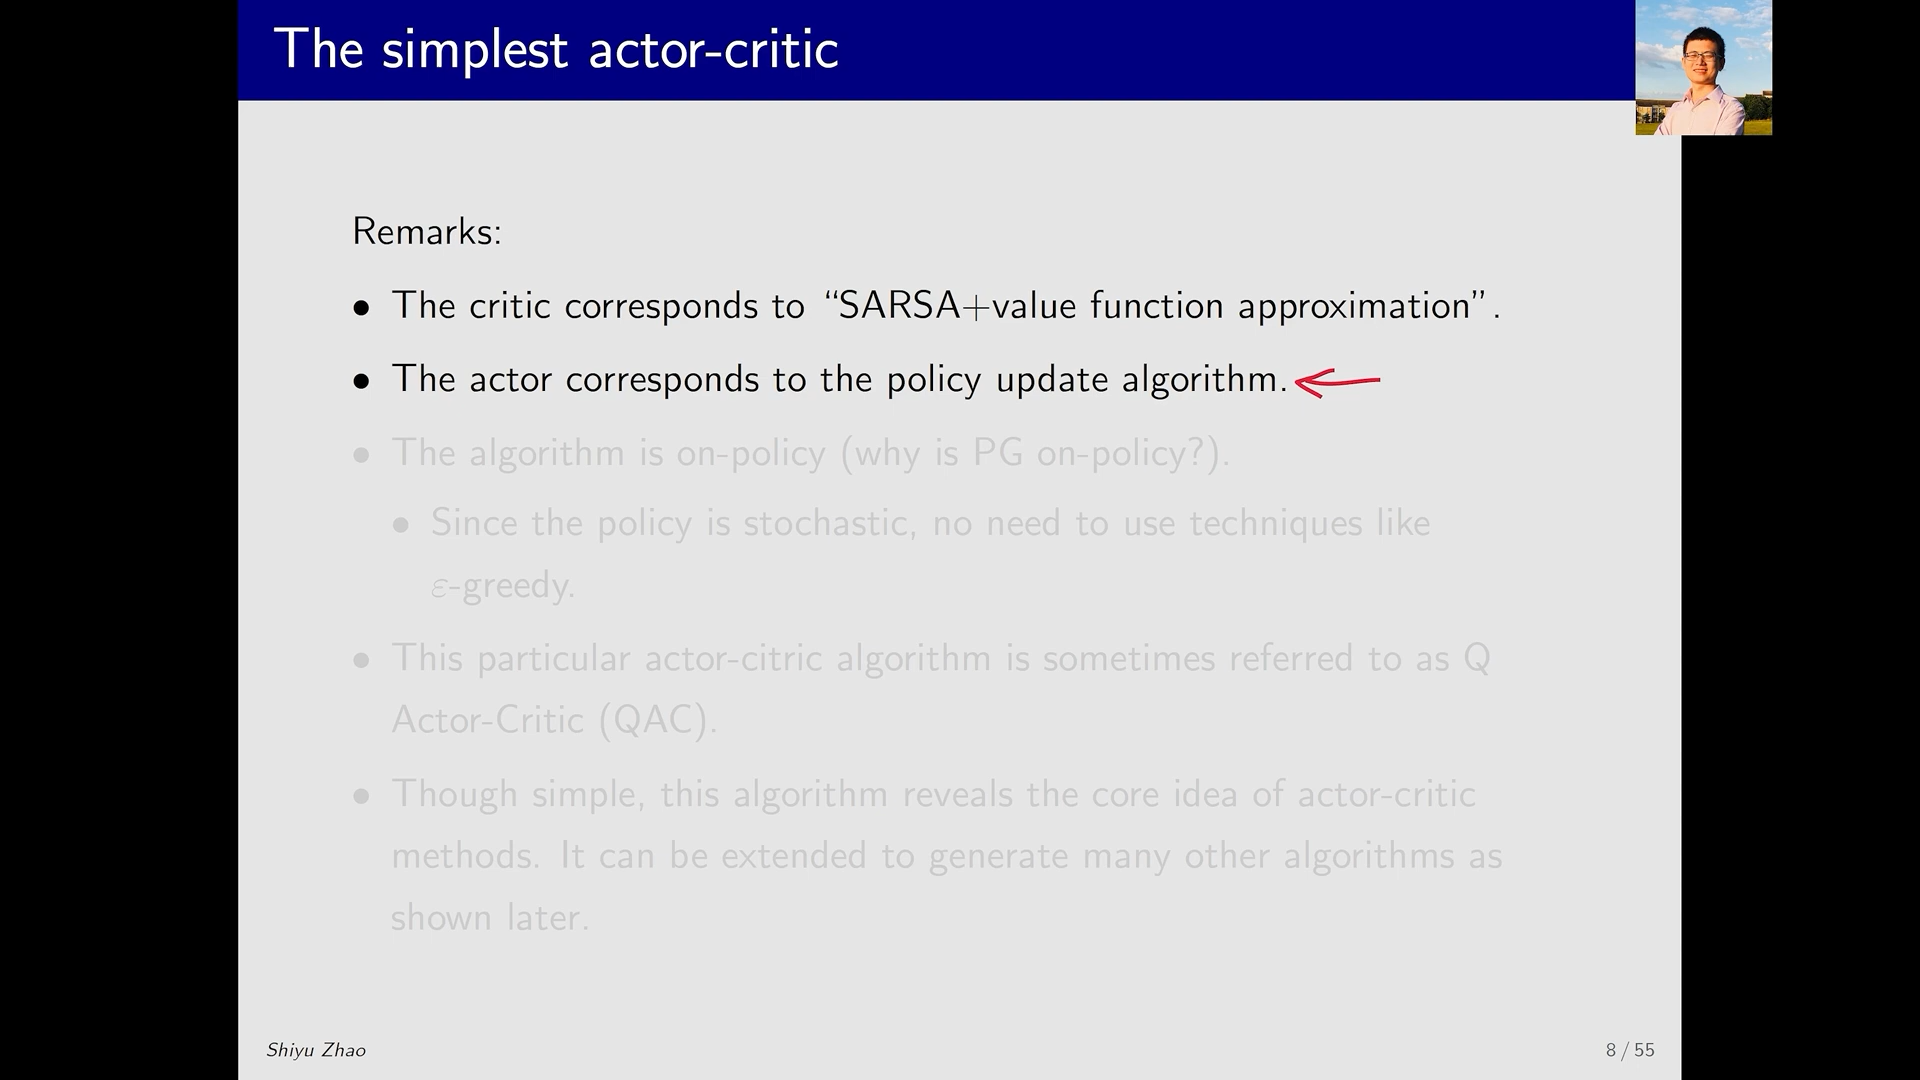 The simplest actor-critic
Remarks:
• The critic corresponds to “SARSA+value function approximation”.
• The actor corresponds to the policy update algorithm.
• The algorithm is on-policy (why is PG on-policy?).
• Since the policy is stochastic, no need to use techniques like
ε-greedy.
• This particular actor-citric algorithm is sometimes referred to as Q
Actor-Critic (QAC).
• Though simple, this algorithm reveals the core idea of actor-critic
methods. It can be extended to generate many other algorithms as
shown later.
Shiyu Zhao
8 / 55